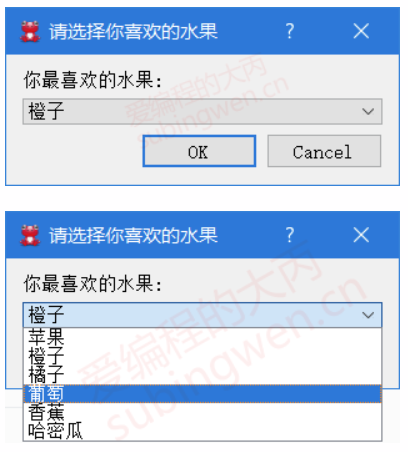 请选择你喜欢的水果 ?
你最喜欢的水果:
橙子
OK Cancel
爱编程的大丙
subingwen.cn
请选择你喜欢的水果 ?
你最喜欢的水果:
橙子
苹果
橙子
橘子
葡萄
香蕉
哈密瓜
爱编程的大丙
subingwen.cn